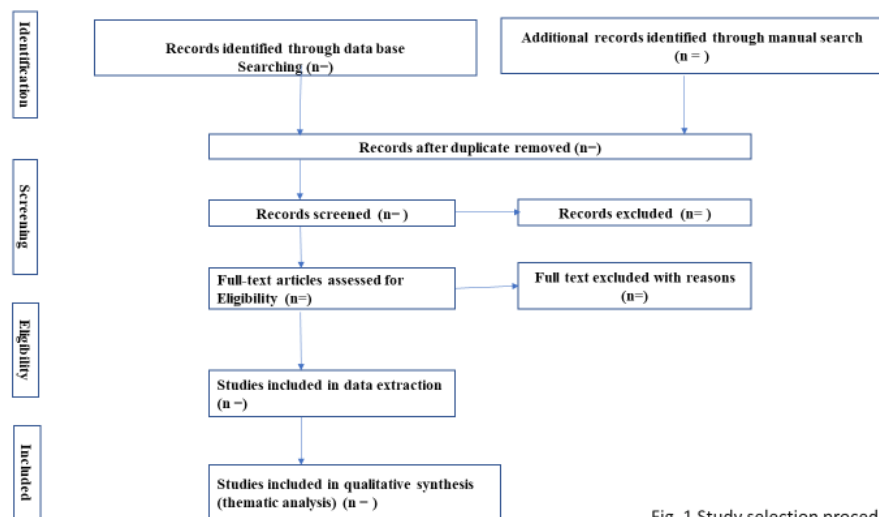 Identification
Records identified through data base
Searching (n=)
Additional records identified through manual search
(n = )
Records after duplicate removed (n=)
Screening
Records screened (n= )
Records excluded (n= )
Full-text articles assessed for
Eligibility (n=)
Full text excluded with reasons
(n=)
Eligibility
Studies included in data extraction
(n =)
Included
Studies included in qualitative synthesis
(thematic analysis) (n = )
Fig. 1 Study selection